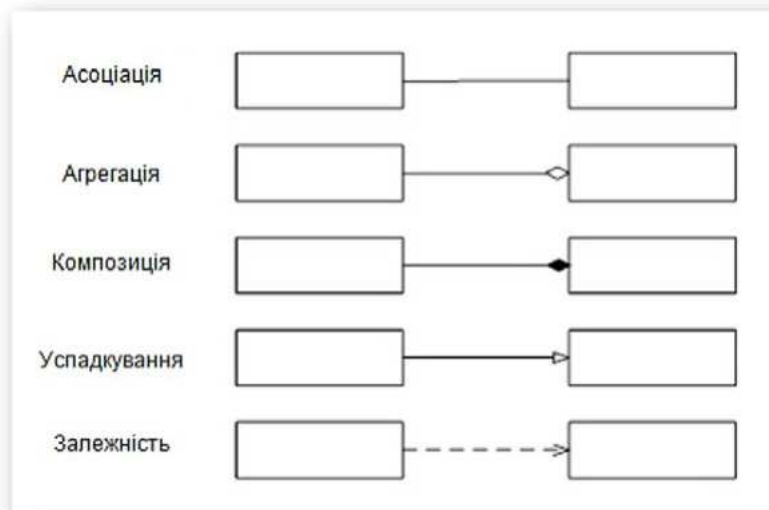 Асоціація
Агрегація
Композиція
Успадкування
Залежність